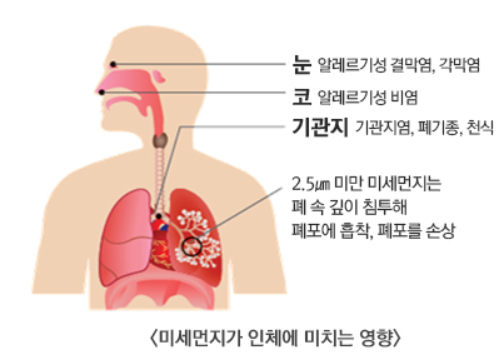 눈 알레르기성 결막염, 각막염
코 알레르기성 비염
기관지 기관지염, 폐기종, 천식
2.5㎛ 미만 미세먼지는
폐 속 깊이 침투해
폐포에 흡착, 폐포를 손상
〈미세먼지가 인체에 미치는 영향〉